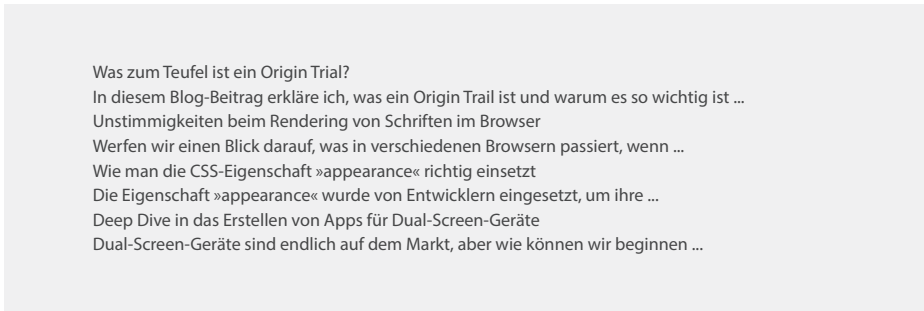 Was zum Teufel ist ein Origin Trial?
In diesem Blog-Beitrag erkläre ich, was ein Origin Trail ist und warum es so wichtig ist ...
Unstimmigkeiten beim Rendering von Schriften im Browser
Werfen wir einen Blick darauf, was in verschiedenen Browsern passiert, wenn ...
Wie man die CSS-Eigenschaft »appearance« richtig einsetzt
Die Eigenschaft »appearance« wurde von Entwicklern eingesetzt, um ihre ...
Deep Dive in das Erstellen von Apps für Dual-Screen-Geräte
Dual-Screen-Geräte sind endlich auf dem Markt, aber wie können wir beginnen ...